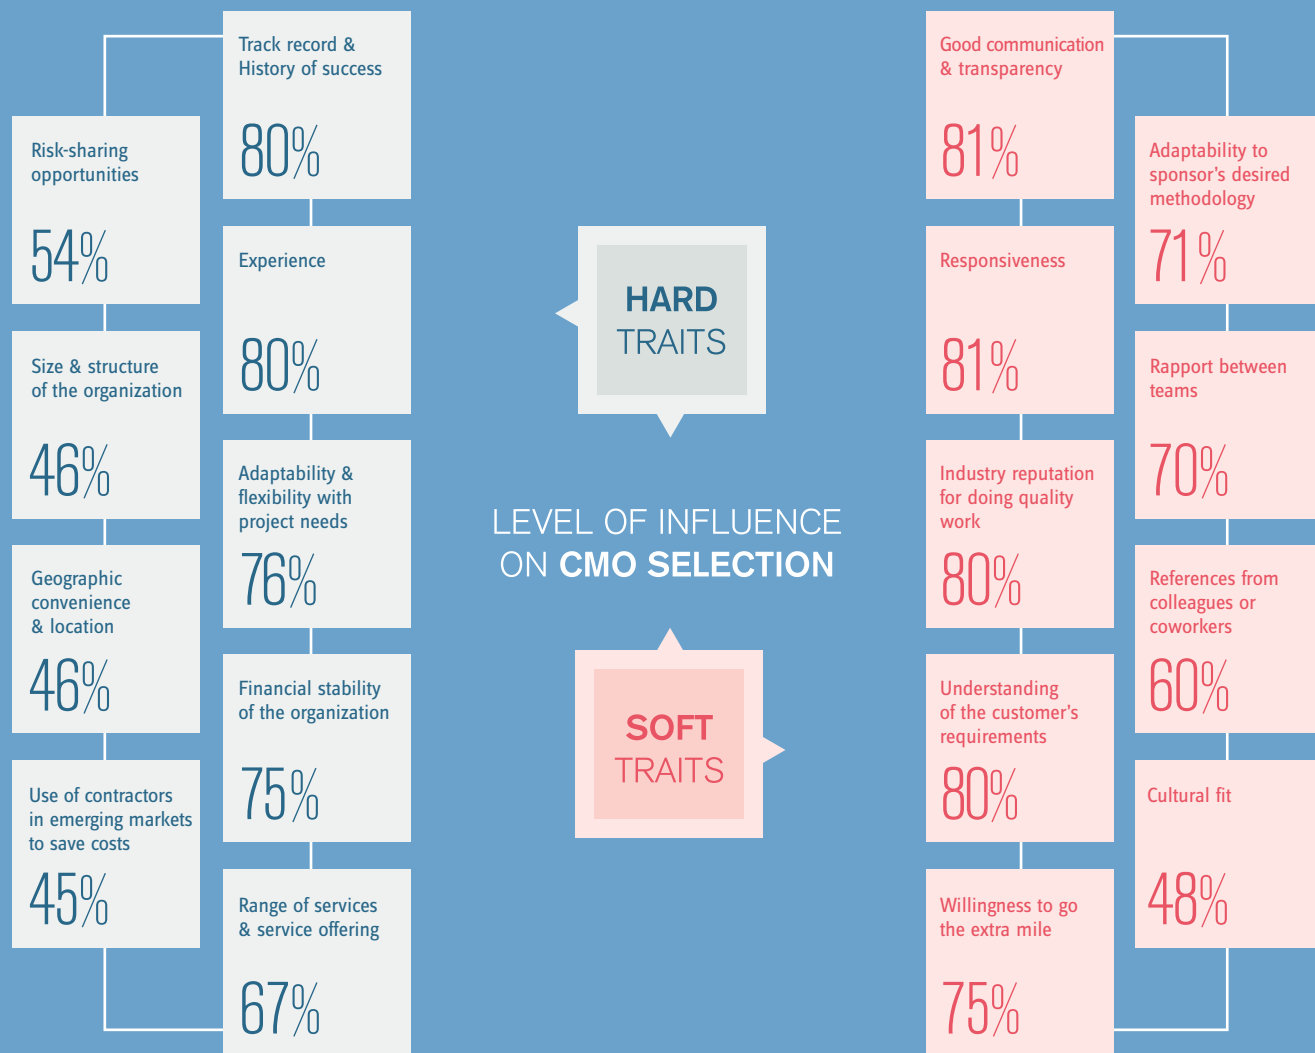 Track record &
History of success
80%
Risk-sharing
opportunities
54%
Experience
80%
Size & structure
of the organization
46%
Adaptability &
flexibility with
project needs
76%
Geographic
convenience
& location
46%
Financial stability
of the organization
75%
Use of contractors
in emerging markets
to save costs
45%
Range of services
& service offering
67%
HARD
TRAITS
LEVEL OF INFLUENCE
ON CMO SELECTION
SOFT
TRAITS
Good communication
& transparency
81%
Adaptability to
sponsor's desired
methodology
71%
Responsiveness
81%
Rapport between
teams
70%
Industry reputation
for doing quality
work
80%
References from
colleagues or
coworkers
60%
Understanding
of the customer's
requirements
80%
Cultural fit
48%
Willingness to go
the extra mile
75%